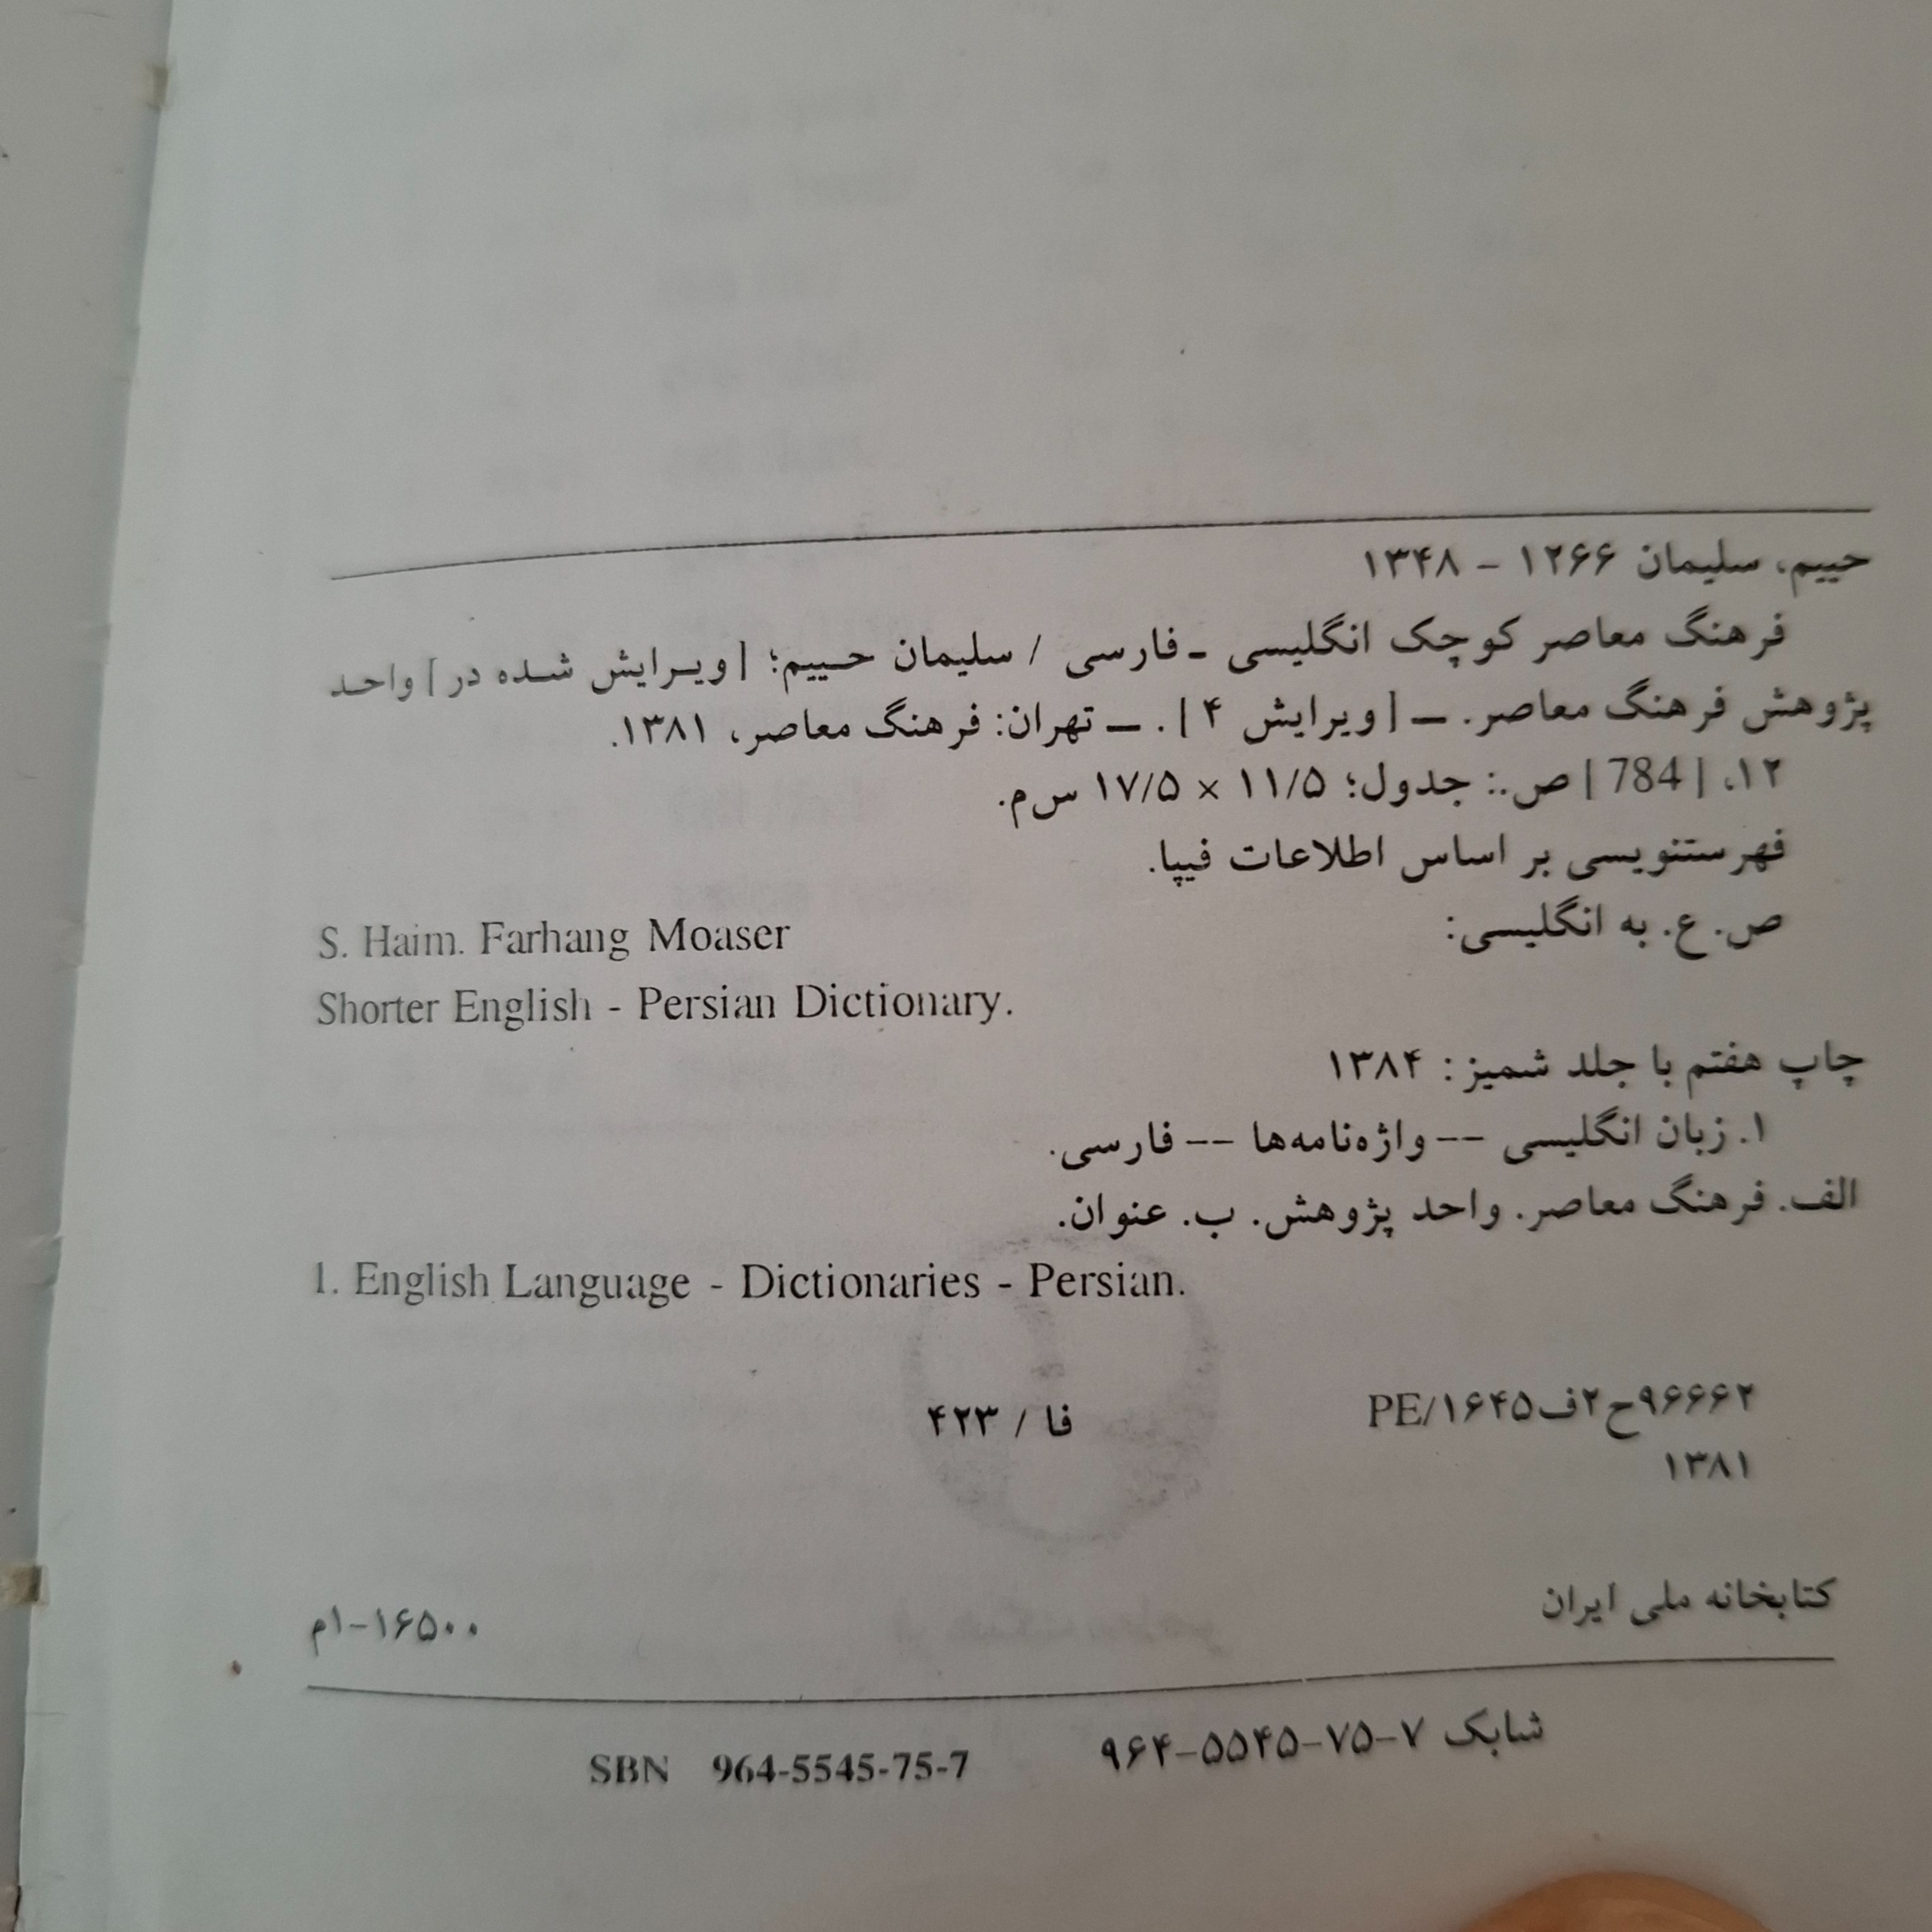 حییم، سلیمان ۱۲۶۶ – ۱۳۴۸
فرهنگ معاصر کوچک انگلیسی ـ فارسی / سلیمان حییم؛ [ویرایش شده در] واحد
پژوهش فرهنگ معاصر. ــ [ویرایش ۴]. ــ تهران: فرهنگ معاصر، ۱۳۸۱.
۱۲، [784] ص.: جدول؛ ۱۱/۵ × ۱۷/۵ س‌م.
فهرستنویسی بر اساس اطلاعات فیپا.
ص. ع. به انگلیسی:
S. Haim. Farhang Moaser
Shorter English - Persian Dictionary.
چاپ هفتم با جلد شمیز: ۱۳۸۴
۱. زبان انگلیسی -- واژه‌نامه‌ها -- فارسی.
الف. فرهنگ معاصر. واحد پژوهش. ب. عنوان.
1. English Language - Dictionaries - Persian.
PE/۱۶۴۵ف۲ح۹۶۶۶۲
فا / ۴۲۳
۱۳۸۱
کتابخانه ملی ایران
۱۶۵۰۰-۱م
شابک ۷-۷۵-۵۵۴۵-۹۶۴
SBN 964-5545-75-7